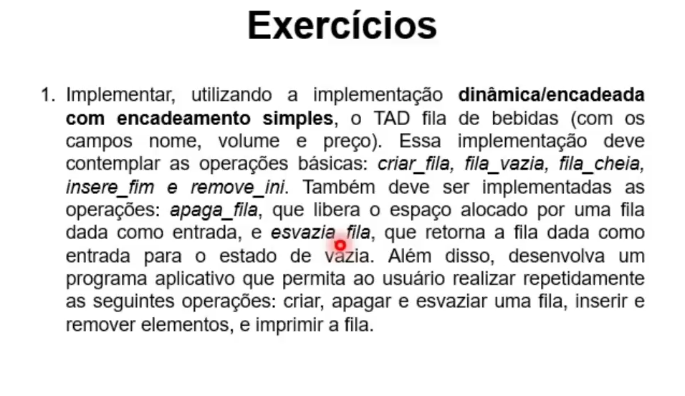 Exercícios
1. Implementar, utilizando a implementação dinâmica/encadeada
com encadeamento simples, o TAD fila de bebidas (com os
campos nome, volume e preço). Essa implementação deve
contemplar as operações básicas: criar_fila, fila_vazia, fila_cheia,
insere_fim e remove_ini. Também deve ser implementadas as
operações: apaga_fila, que libera o espaço alocado por uma fila
dada como entrada, e esvazia_fila, que retorna a fila dada como
entrada para o estado de vazia. Além disso, desenvolva um
programa aplicativo que permita ao usuário realizar repetidamente
as seguintes operações: criar, apagar e esvaziar uma fila, inserir e
remover elementos, e imprimir a fila.